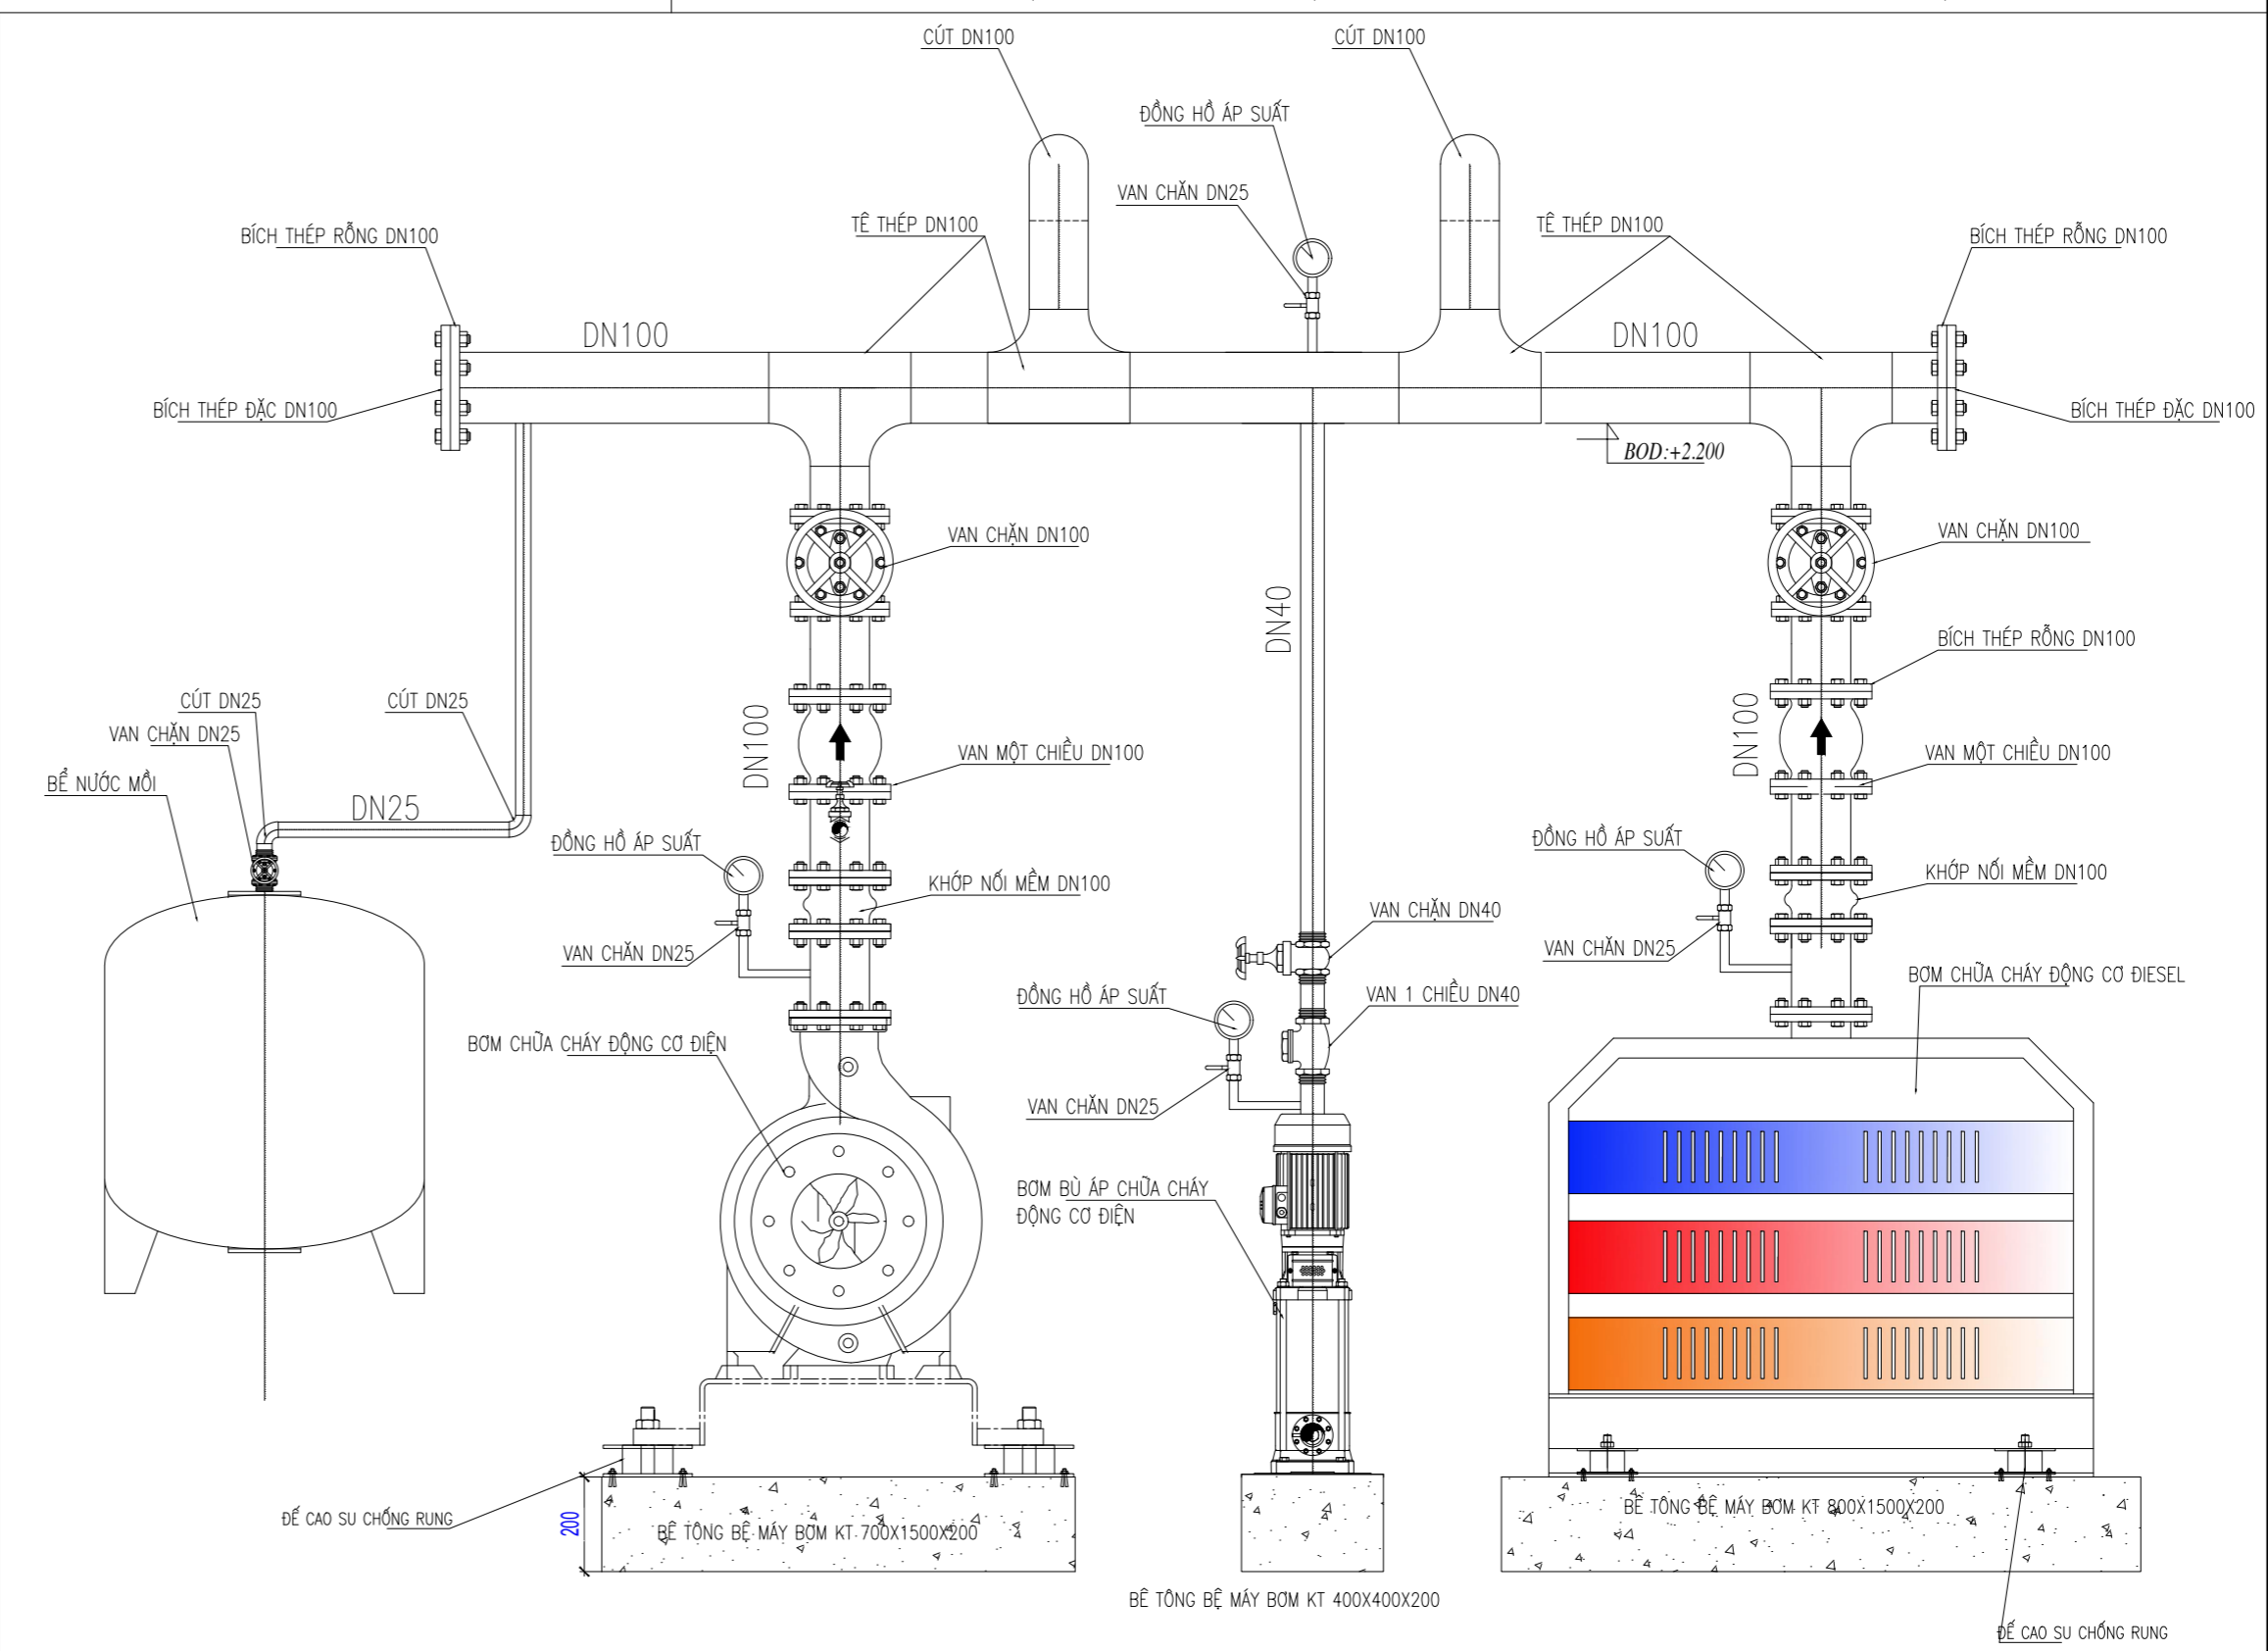 CÚT DN100
CÚT DN100
ĐỒNG HỒ ÁP SUẤT
VAN CHẶN DN25
BÍCH THÉP RỖNG DN100
TÊ THÉP DN100
TÊ THÉP DN100
BÍCH THÉP RỖNG DN100
DN100
DN100
BÍCH THÉP ĐẶC DN100
BÍCH THÉP ĐẶC DN100
BOD:+2.200
VAN CHẶN DN100
VAN CHẶN DN100
DN40
BÍCH THÉP RỖNG DN100
CÚT DN25
CÚT DN25
VAN CHẶN DN25
DN100
DN100
VAN MỘT CHIỀU DN100
VAN MỘT CHIỀU DN100
BỂ NƯỚC MỒI
DN25
ĐỒNG HỒ ÁP SUẤT
ĐỒNG HỒ ÁP SUẤT
KHỚP NỐI MỀM DN100
KHỚP NỐI MỀM DN100
VAN CHẶN DN40
VAN CHẶN DN25
VAN CHẶN DN25
BƠM CHỮA CHÁY ĐỘNG CƠ DIESEL
ĐỒNG HỒ ÁP SUẤT
VAN 1 CHIỀU DN40
BƠM CHỮA CHÁY ĐỘNG CƠ ĐIỆN
VAN CHẶN DN25
BƠM BÙ ÁP CHỮA CHÁY
ĐỘNG CƠ ĐIỆN
ĐẾ CAO SU CHỐNG RUNG
200
BÊ TÔNG BỆ MÁY BƠM KT 700X1500X200
BÊ TÔNG BỆ MÁY BƠM KT 800X1500X200
BÊ TÔNG BỆ MÁY BƠM KT 400X400X200
ĐẾ CAO SU CHỐNG RUNG